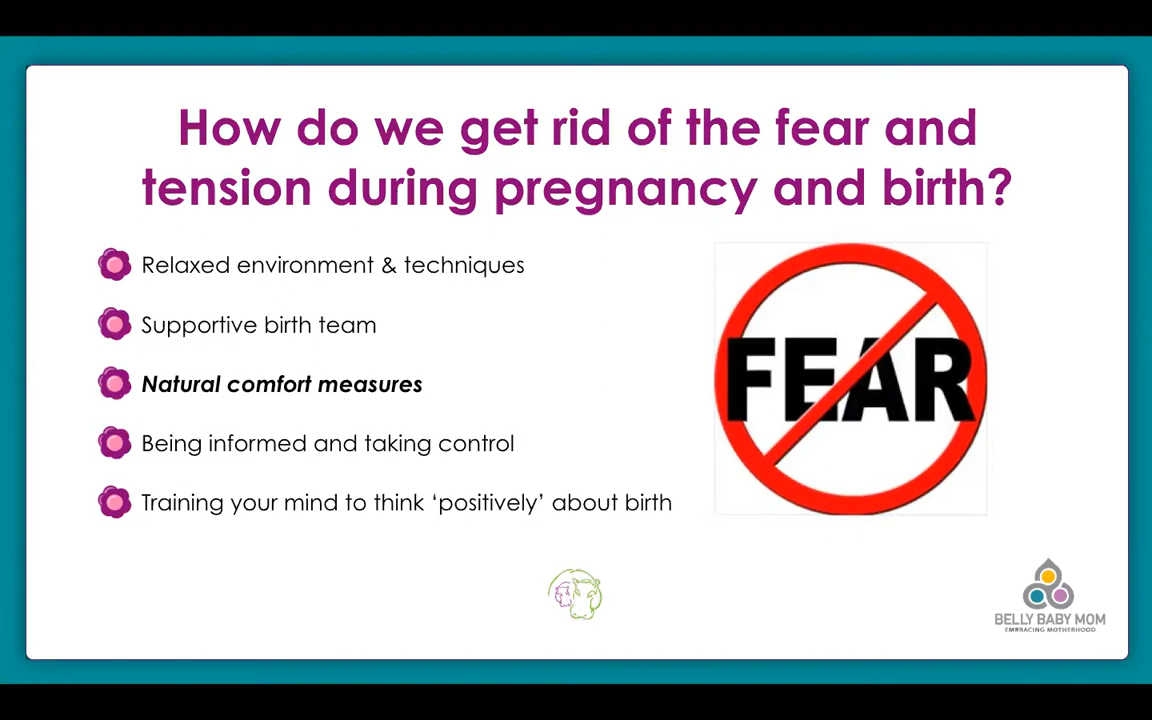 How do we get rid of the fear and
tension during pregnancy and birth?
Relaxed environment & techniques
Supportive birth team
Natural comfort measures
Being informed and taking control
Training your mind to think ‘positively’ about birth
FEAR
BELLY BABY MOM
EMBRACING MOTHERHOOD